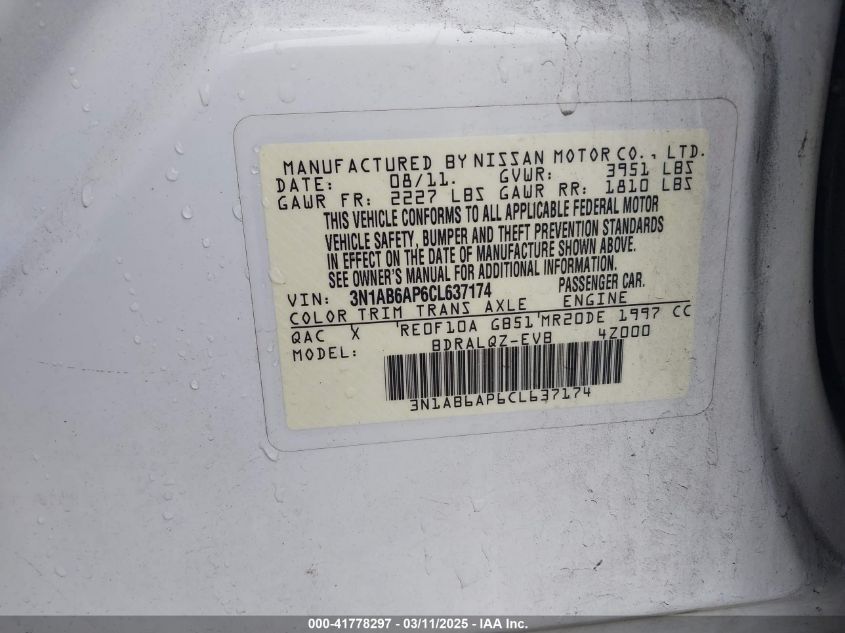 MANUFACTURED BY NISSAN MOTOR CO., LTD.
DATE: 08/11. GVWR: 3951 LBS
GAWR FR: 2227 LBS GAWR RR: 1810 LBS
THIS VEHICLE CONFORMS TO ALL APPLICABLE FEDERAL MOTOR
VEHICLE SAFETY, BUMPER AND THEFT PREVENTION STANDARDS
IN EFFECT ON THE DATE OF MANUFACTURE SHOWN ABOVE.
SEE OWNER'S MANUAL FOR ADDITIONAL INFORMATION.
VIN: 3N1AB6AP6CL637174 PASSENGER CAR.
COLOR TRIM TRANS AXLE ENGINE
QAC X RE0F10A GB51 MR20DE 1997 CC
MODEL: BDRALQZ-EVB 4Z000
3N1AB6AP6CL637174
000-41778297 - 03/11/2025 - IAA Inc.